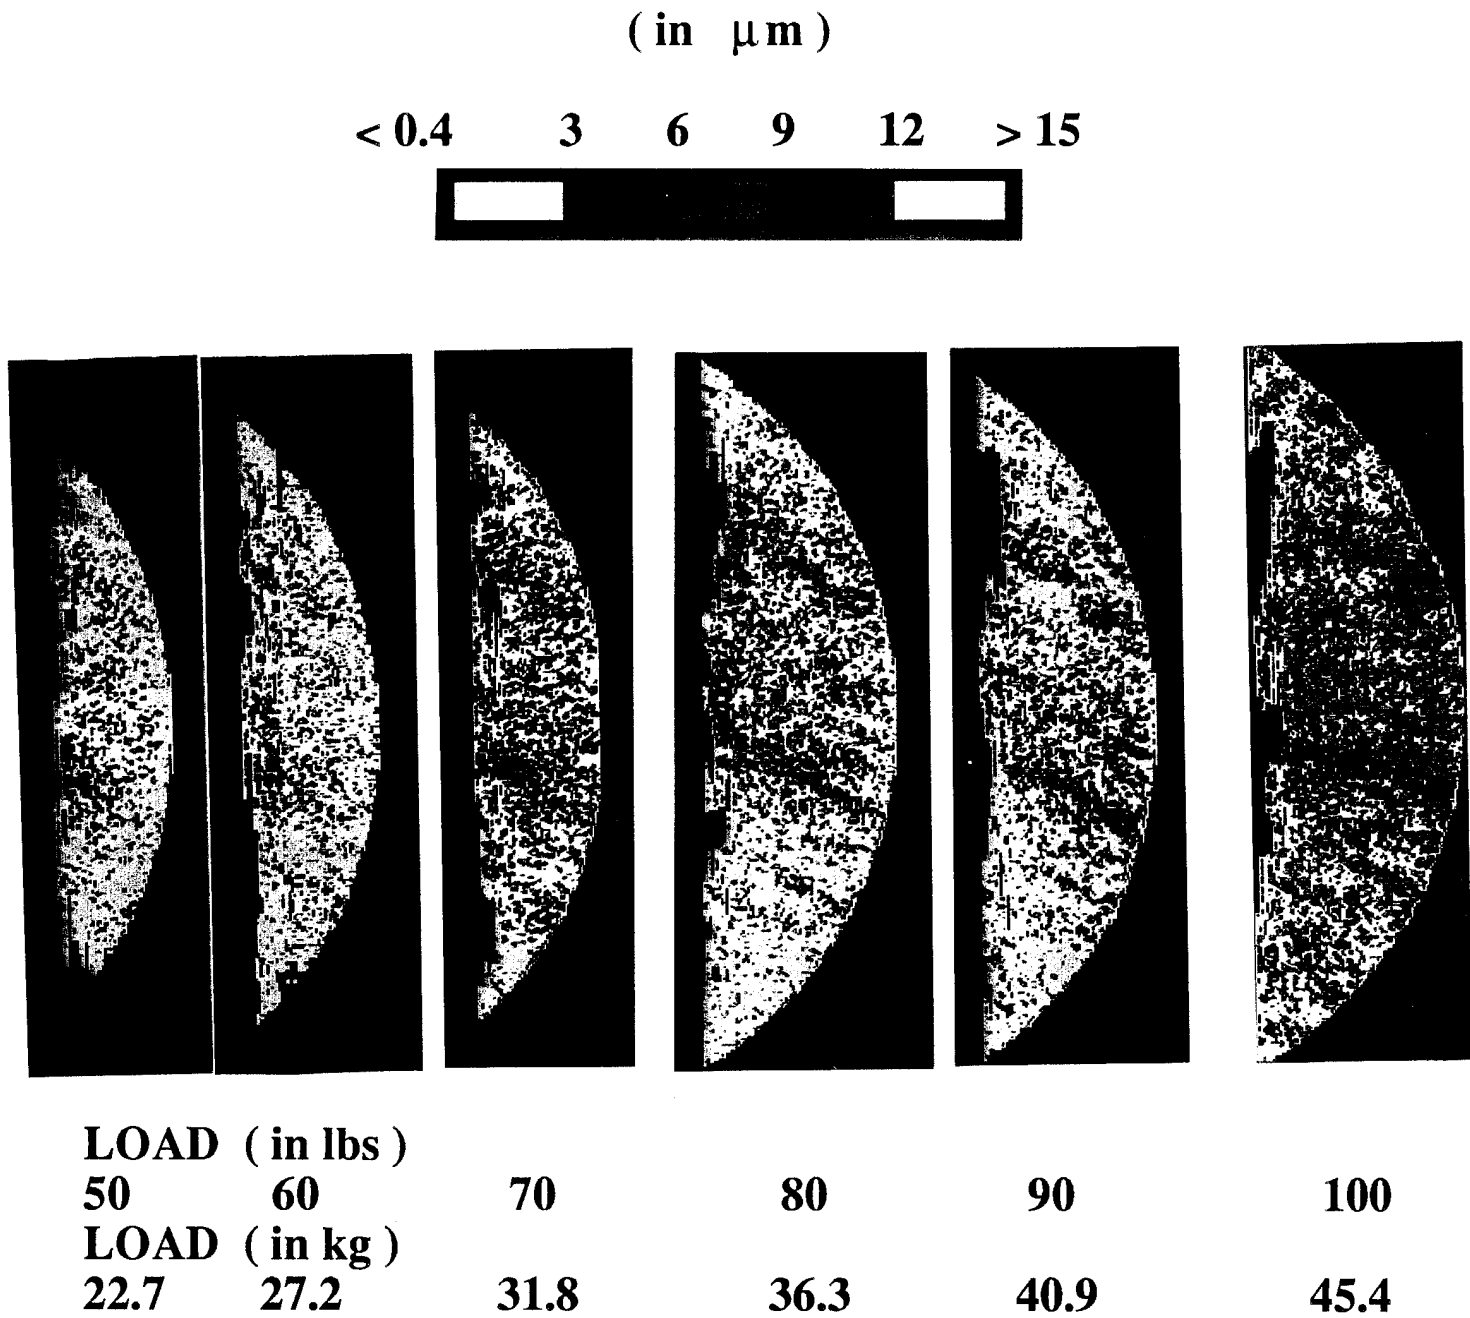 ( in μm )
< 0.4 3 6 9 12 > 15
LOAD ( in lbs )
50 60 70 80 90 100
LOAD ( in kg )
22.7 27.2 31.8 36.3 40.9 45.4